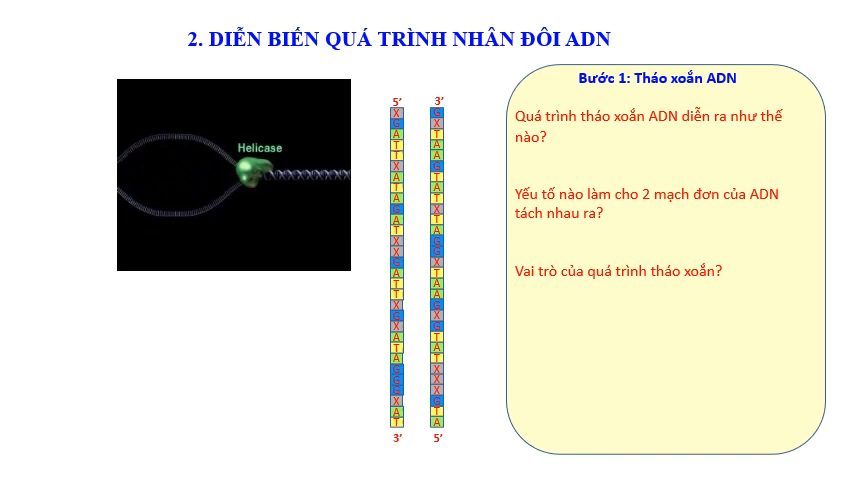 2. DIỄN BIẾN QUÁ TRÌNH NHÂN ĐÔI ADN
Helicase
5’ 3’
X G
G X
A T
T A
T A
X G
A T
T A
A T
G X
A T
T A
X G
X G
G X
A T
T A
T A
X G
G X
X G
A T
T A
A T
G X
G X
G X
X G
A T
T A
3’ 5’
Bước 1: Tháo xoắn ADN
Quá trình tháo xoắn ADN diễn ra như thế
nào?
Yếu tố nào làm cho 2 mạch đơn của ADN
tách nhau ra?
Vai trò của quá trình tháo xoắn?